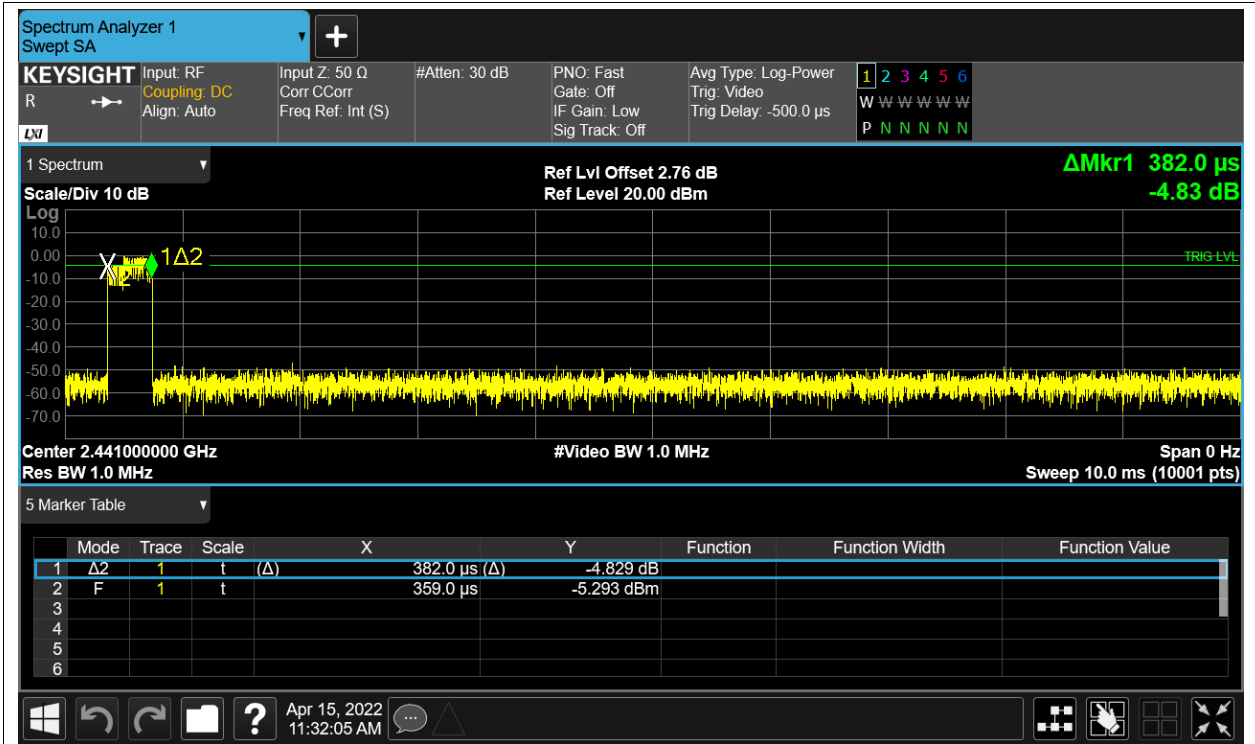 Spectrum Analyzer 1
Swept SA
+
KEYSIGHT Input: RF Input Z: 50 Ω #Atten: 30 dB PNO: Fast Avg Type: Log-Power 1 2 3 4 5 6
R Coupling: DC Corr CCorr Gate: Off Trig: Video W W W W W W
Align: Auto Freq Ref: Int (S) IF Gain: Low Trig Delay: -500.0 µs
LXI Sig Track: Off P N N N N N
1 Spectrum Ref Lvl Offset 2.76 dB ΔMkr1 382.0 µs
Scale/Div 10 dB Ref Level 20.00 dBm -4.83 dB
Log
10.0
0.00 1Δ2 TRIG LVL
-10.0 X2
-20.0
-30.0
-40.0
-50.0
-60.0
-70.0
Center 2.441000000 GHz #Video BW 1.0 MHz Span 0 Hz
Res BW 1.0 MHz Sweep 10.0 ms (10001 pts)
5 Marker Table
Mode Trace Scale X Y Function Function Width Function Value
1 Δ2 1 t (Δ) 382.0 µs (Δ) -4.829 dB
2 F 1 t 359.0 µs -5.293 dBm
3
4
5
6
? Apr 15, 2022
11:32:05 AM